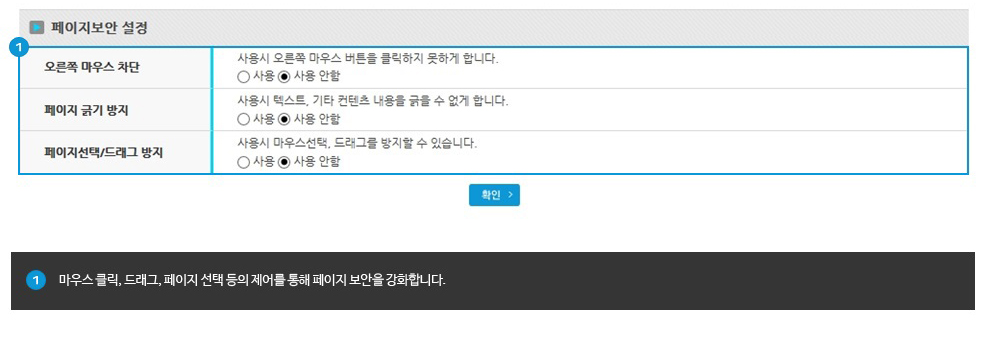 페이지보안 설정
1
오른쪽 마우스 차단
사용시 오른쪽 마우스 버튼을 클릭하지 못하게 합니다.
사용 사용 안함
페이지 긁기 방지
사용시 텍스트, 기타 컨텐츠 내용을 긁을 수 없게 합니다.
사용 사용 안함
페이지선택/드래그 방지
사용시 마우스선택, 드래그를 방지할 수 있습니다.
사용 사용 안함
확인 >
1 마우스 클릭, 드래그, 페이지 선택 등의 제어를 통해 페이지 보안을 강화합니다.